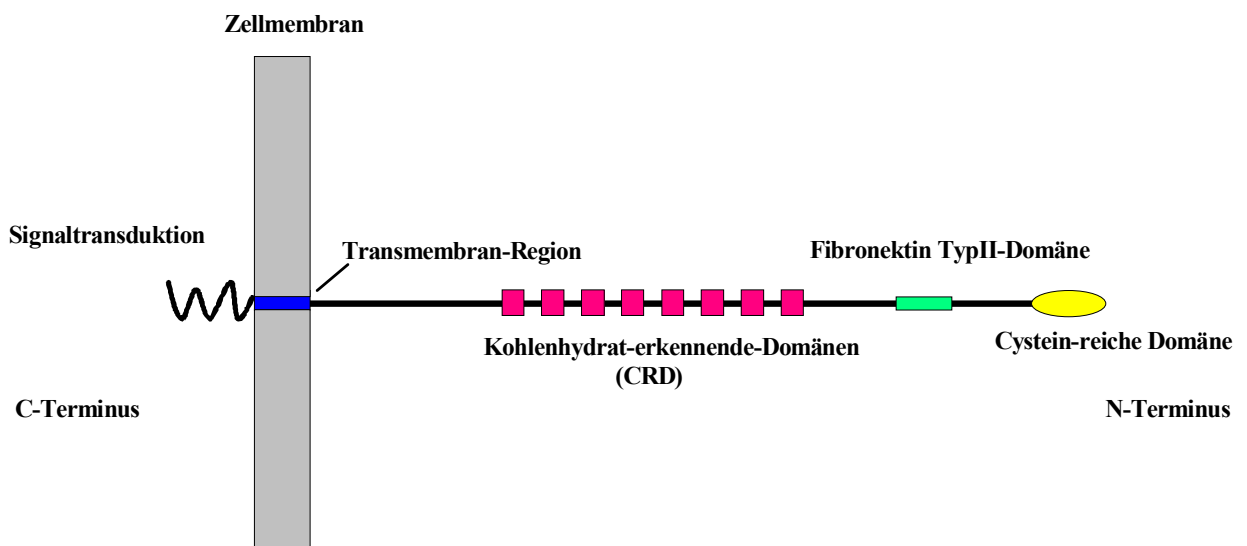 Zellmembran
Signaltransduktion
Transmembran-Region
Fibronektin TypII-Domäne
Kohlenhydrat-erkennende-Domänen
(CRD)
Cystein-reiche Domäne
C-Terminus
N-Terminus